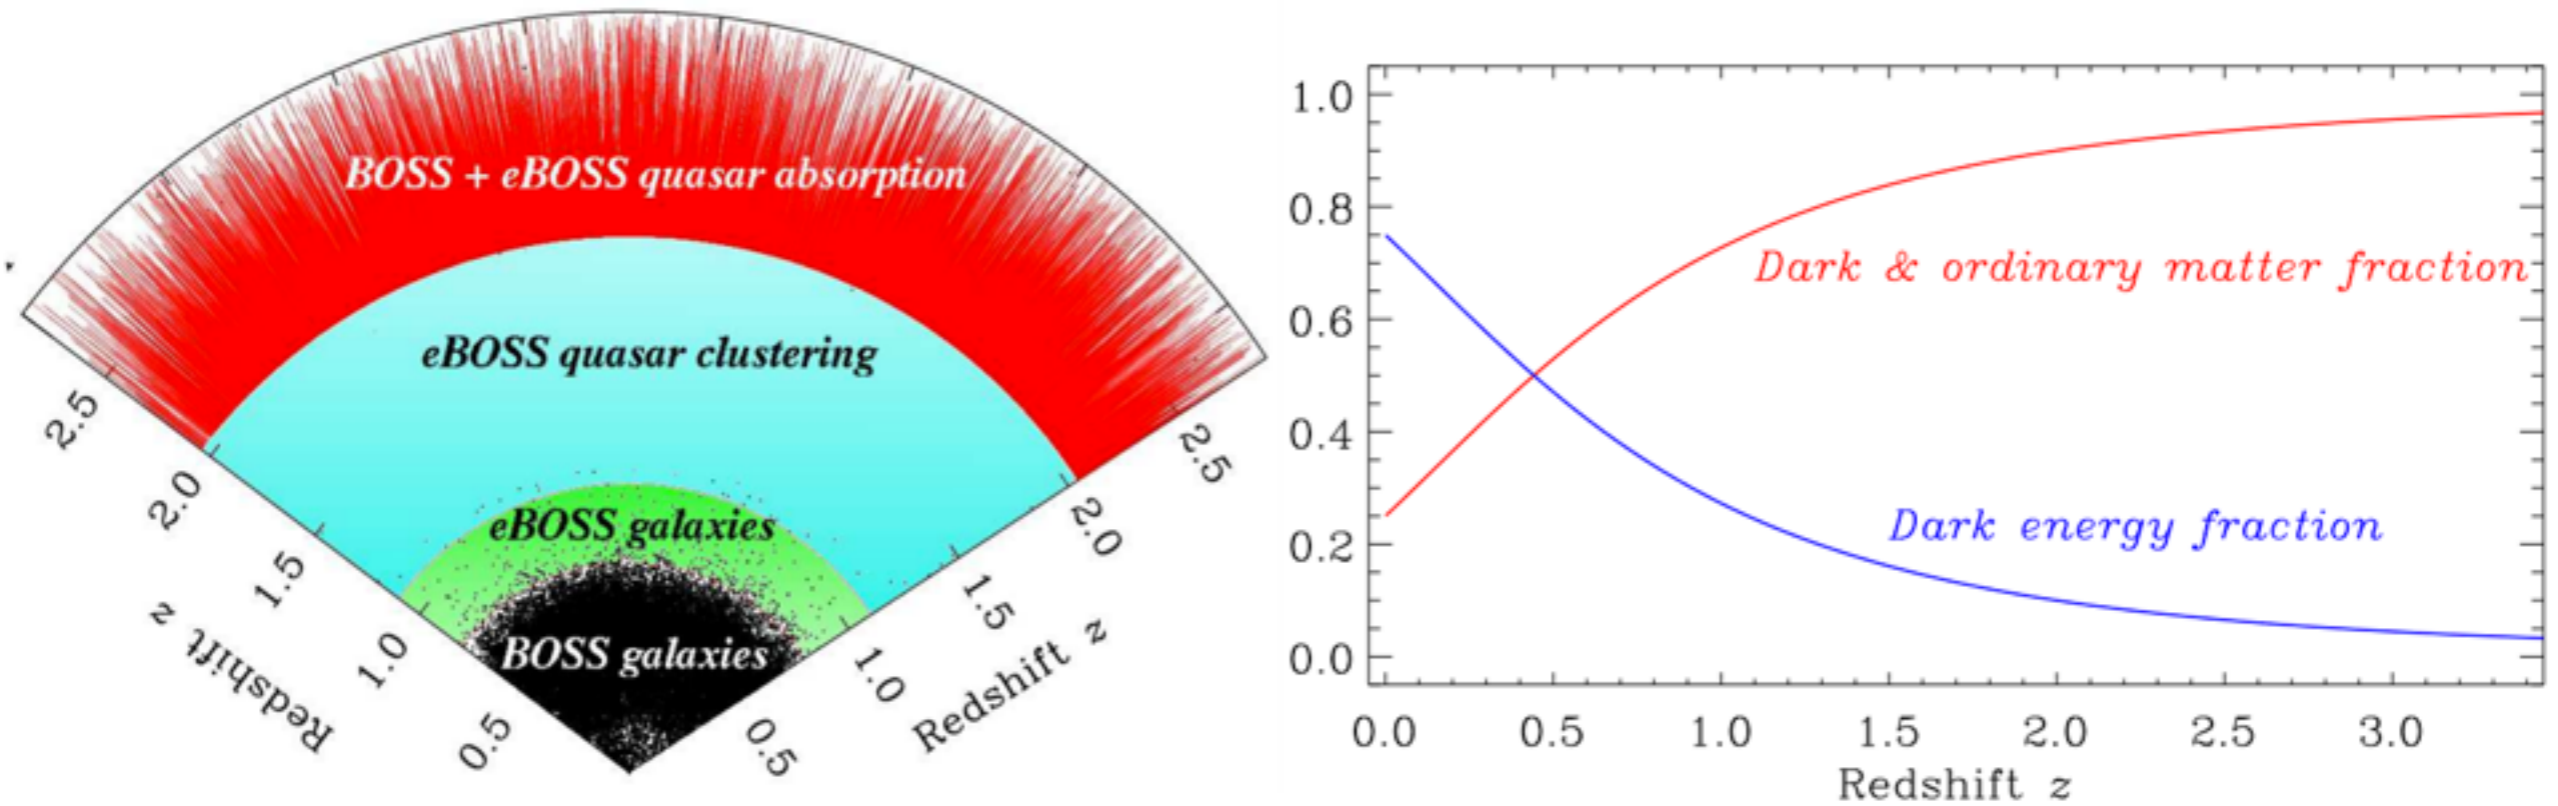 BOSS + eBOSS quasar absorption
eBOSS quasar clustering
eBOSS galaxies
BOSS galaxies
2.5
2.0
1.5
1.0
0.5
Redshift z
0.5
1.0
1.5
2.0
2.5
Redshift z
1.0
0.8
0.6
0.4
0.2
0.0
Dark & ordinary matter fraction
Dark energy fraction
0.0 0.5 1.0 1.5 2.0 2.5 3.0
Redshift z